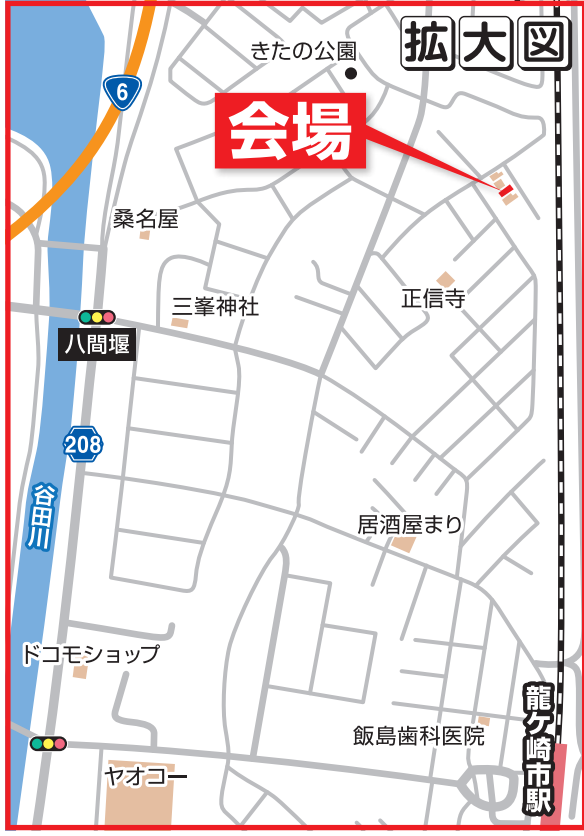 拡大図
きたの公園
6
会場
桑名屋
三峯神社
正信寺
八間堰
208
谷田川
居酒屋まり
ドコモショップ
龍ケ崎市駅
飯島歯科医院
ヤオコー